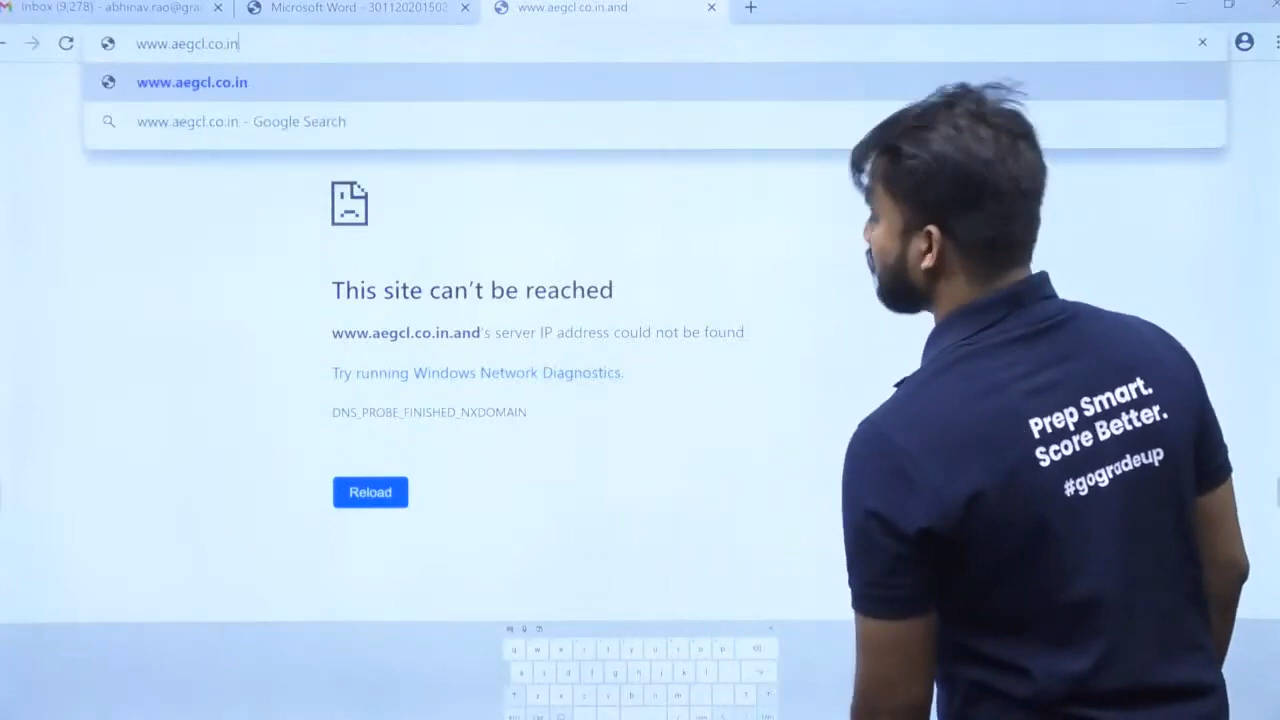 Inbox (9,278) - abhinav.rao@gra
Microsoft Word - 301120201502
www.aegcl.co.in.and
www.aegcl.co.in
www.aegcl.co.in
www.aegcl.co.in - Google Search
This site can't be reached
www.aegcl.co.in.and's server IP address could not be found
Try running Windows Network Diagnostics.
DNS_PROBE_FINISHED_NXDOMAIN
Reload
Prep Smart.
Score Better.
#gogradeup